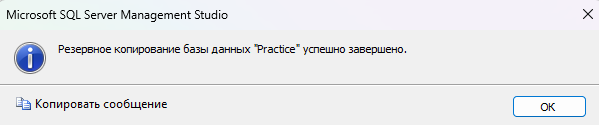 Microsoft SQL Server Management Studio
Резервное копирование базы данных "Practice" успешно завершено.
Копировать сообщение
OK